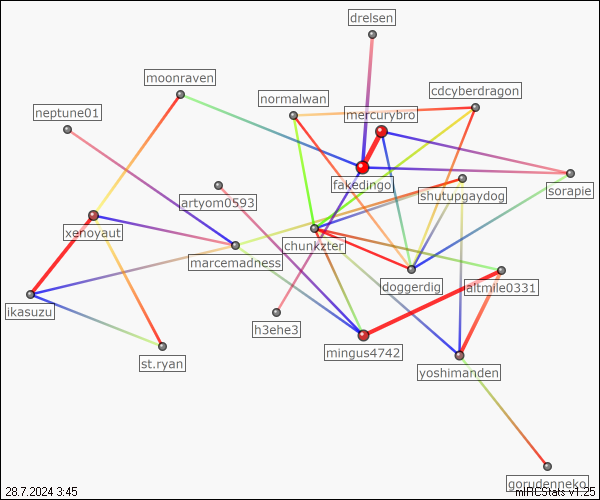 drelsen
moonraven
cdcyberdragon
normalwan
neptune01
mercurybro
fakedingo
sorapie
shutupgaydog
artyom0593
xenoyaut
chunkzter
marcemadness
doggerdig
altmile0331
ikasuzu
h3ehe3
mingus4742
st.ryan
yoshimanden
gorudenneko
28.7.2024 3:45
mIRCStats v1.25